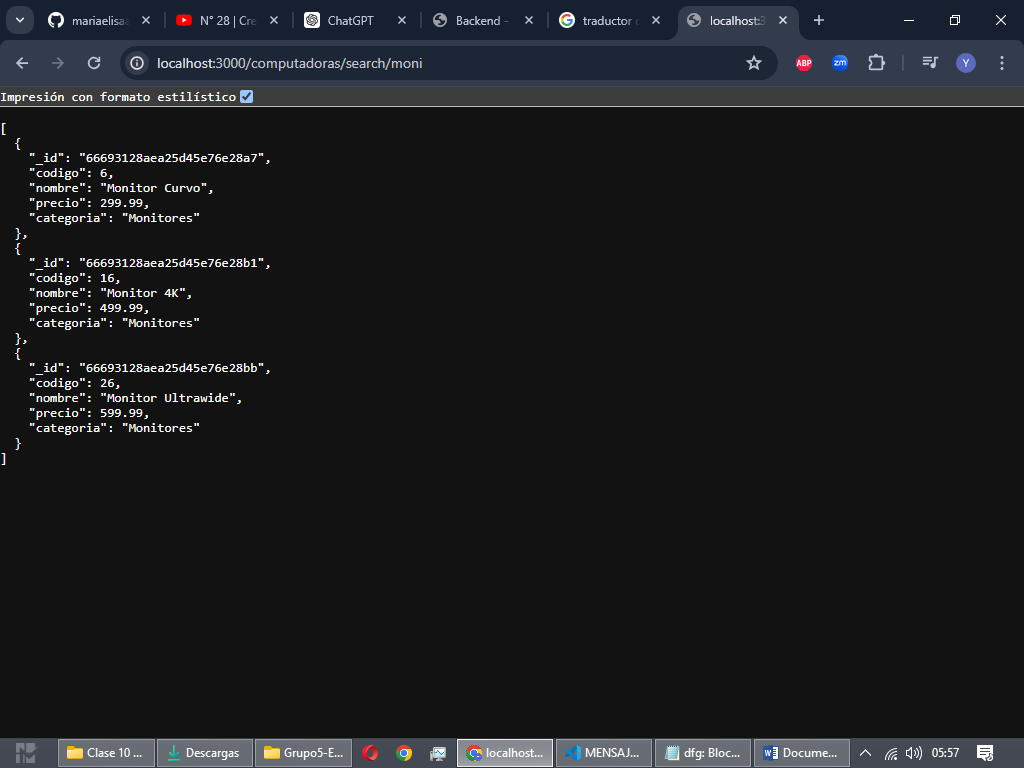 mariaelisaa
N° 28 | Cre
ChatGPT
Backend -
traductor
localhost:3
localhost:3000/computadoras/search/moni
ABP
zm
Y
Impresión con formato estilístico
[
{
"_id": "66693128aea25d45e76e28a7",
"codigo": 6,
"nombre": "Monitor Curvo",
"precio": 299.99,
"categoria": "Monitores"
},
{
"_id": "66693128aea25d45e76e28b1",
"codigo": 16,
"nombre": "Monitor 4K",
"precio": 499.99,
"categoria": "Monitores"
},
{
"_id": "66693128aea25d45e76e28bb",
"codigo": 26,
"nombre": "Monitor Ultrawide",
"precio": 599.99,
"categoria": "Monitores"
}
]
Clase 10 ...
Descargas
Grupo5-E...
localhost...
MENSAJ...
dfg: Bloc...
Docume...
05:57